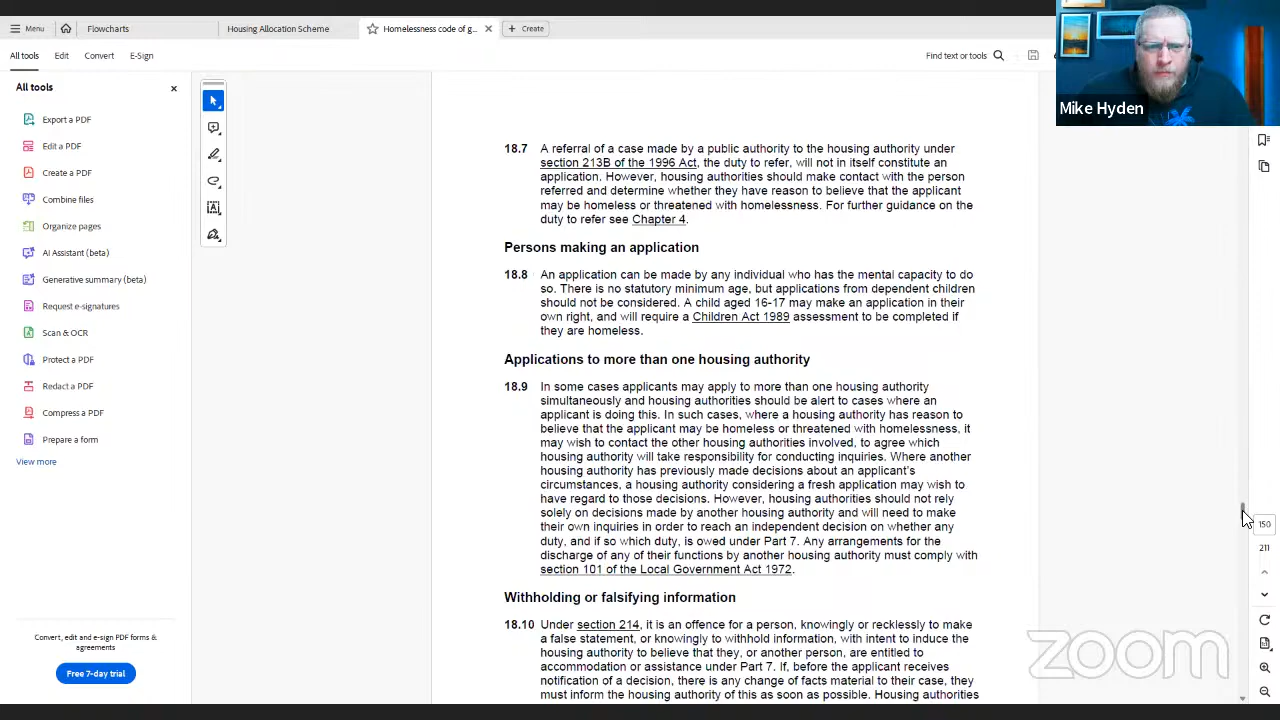 Menu
Flowcharts
Housing Allocation Scheme
Homelessness code of g...
Create
All tools
Edit
Convert
E-Sign
Find text or tools
Mike Hyden
All tools
Export a PDF
Edit a PDF
Create a PDF
Combine files
Organize pages
AI Assistant (beta)
Generative summary (beta)
Request e-signatures
Scan & OCR
Protect a PDF
Redact a PDF
Compress a PDF
Prepare a form
View more
Convert, edit and e-sign PDF forms &
agreements
Free 7-day trial
18.7 A referral of a case made by a public authority to the housing authority under
section 213B of the 1996 Act, the duty to refer, will not in itself constitute an
application. However, housing authorities should make contact with the person
referred and determine whether they have reason to believe that the applicant
may be homeless or threatened with homelessness. For further guidance on the
duty to refer see Chapter 4.
Persons making an application
18.8 An application can be made by any individual who has the mental capacity to do
so. There is no statutory minimum age, but applications from dependent children
should not be considered. A child aged 16-17 may make an application in their
own right, and will require a Children Act 1989 assessment to be completed if
they are homeless.
Applications to more than one housing authority
18.9 In some cases applicants may apply to more than one housing authority
simultaneously and housing authorities should be alert to cases where an
applicant is doing this. In such cases, where a housing authority has reason to
believe that the applicant may be homeless or threatened with homelessness, it
may wish to contact the other housing authorities involved, to agree which
housing authority will take responsibility for conducting inquiries. Where another
housing authority has previously made decisions about an applicant's
circumstances, a housing authority considering a fresh application may wish to
have regard to those decisions. However, housing authorities should not rely
solely on decisions made by another housing authority and will need to make
their own inquiries in order to reach an independent decision on whether any
duty, and if so which duty, is owed under Part 7. Any arrangements for the
discharge of any of their functions by another housing authority must comply with
section 101 of the Local Government Act 1972.
Withholding or falsifying information
18.10 Under section 214, it is an offence for a person, knowingly or recklessly to make
a false statement, or knowingly to withhold information, with intent to induce the
housing authority to believe that they, or another person, are entitled to
accommodation or assistance under Part 7. If, before the applicant receives
notification of a decision, there is any change of facts material to their case, they
must inform the housing authority of this as soon as possible. Housing authorities
150
211
zoom